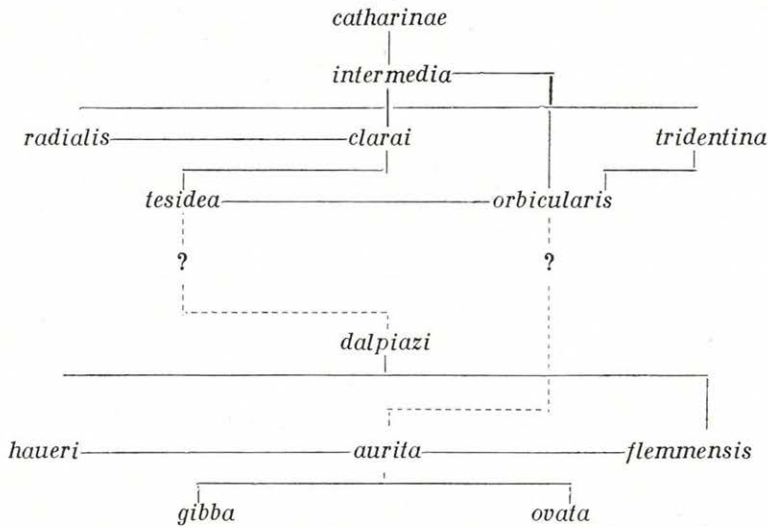 catharinae
intermedia
radialis clarai tridentina
tesidea orbicularis
? ?
dalpiazi
haueri aurita flemmensis
gibba ovata